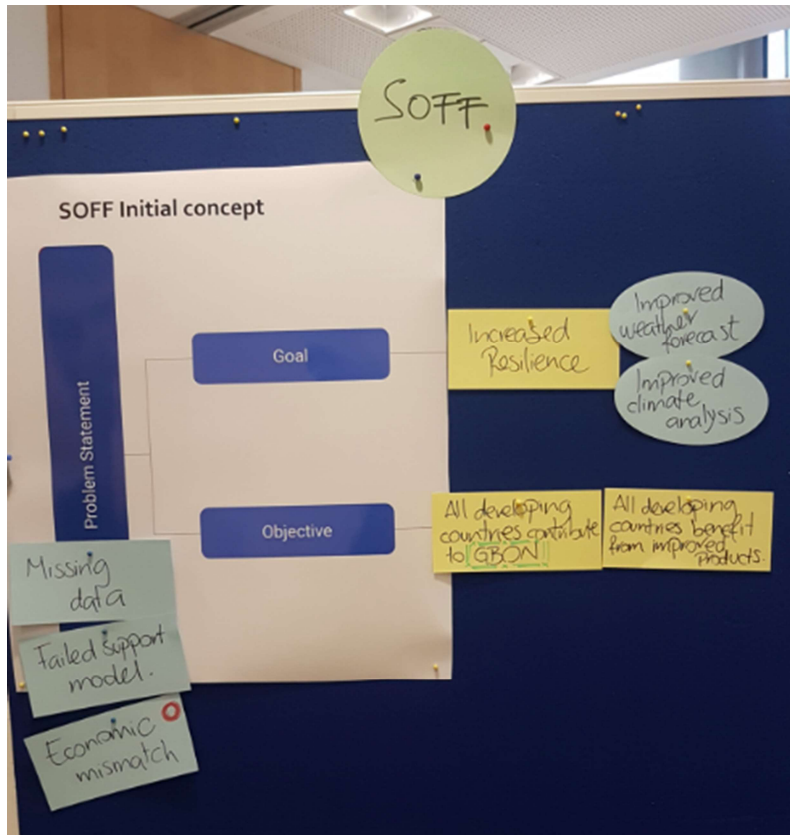 SOFF
SOFF Initial concept
Problem Statement
Goal
Increased
Resilience
Improved
weather
forecast
Improved
climate
analysis
Objective
All developing
countries contribute
to GBON
All developing
countries benefit
from improved
Products.
Missing
data
Failed support
model.
Economic
mismatch